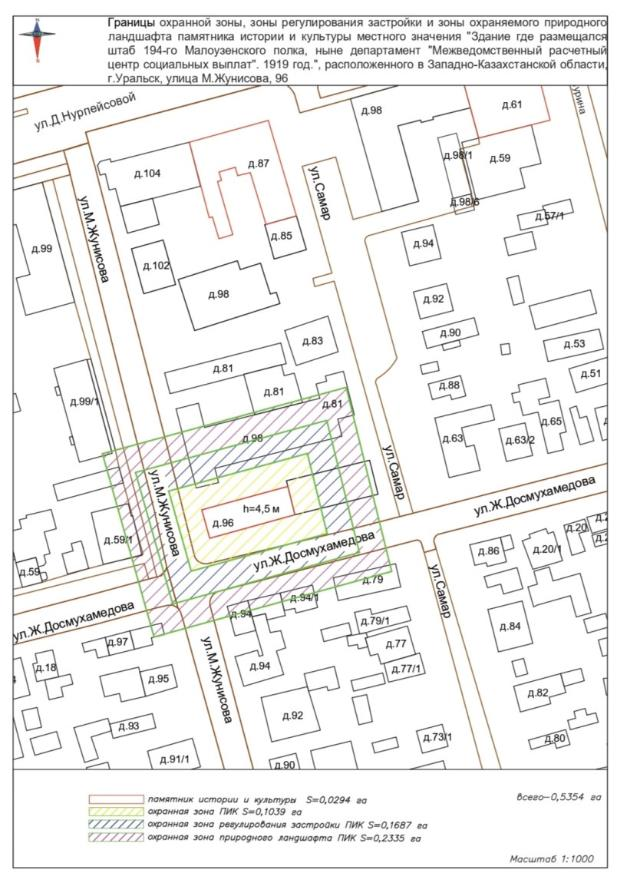 Границы охранной зоны, зоны регулирования застройки и зоны охраняемого природного
ландшафта памятника истории и культуры местного значения "Здание где размещался
штаб 194-го Малоузенского полка, ныне департамент "Межведомственный расчетный
центр социальных выплат". 1919 год.", расположенного в Западно-Казахстанской области,
г.Уральск, улица М.Жунисова, 96
ул.Д.Нурпейсовой
д.98
д.61
д.104
д.87
д.98/1
д.59
ул.Самар
ул.М.Жунисова
д.98/6
д.57/1
д.99
д.85
д.94
д.102
д.98
д.92
д.90
д.83
д.53
д.81
д.51
д.88
д.81
д.99/1
д.81
д.65
д.98
д.63
д.63/2
ул.Самар
ул.М.Жунисова
h=4,5 м
ул.Ж.Досмухамедова
д.96
д.59/1
д.20
ул.Ж.Досмухамедова
д.86
д.20/1
д.59
д.79
ул.Самар
д.94/1
ул.Ж.Досмухамедова
д.94
д.79/1
д.84
д.97
д.77
ул.М.Жунисова
д.18
д.94
д.77/1
д.95
д.82
д.92
д.93
д.73/1
д.80
д.91/1
д.90
памятник истории и культуры S=0,0294 га
всего-0,5354 га
охранная зона ПИК S=0,1039 га
охранная зона регулирования застройки ПИК S=0,1687 га
охранная зона природного ландшафта ПИК S=0,2335 га
Масштаб 1:1000